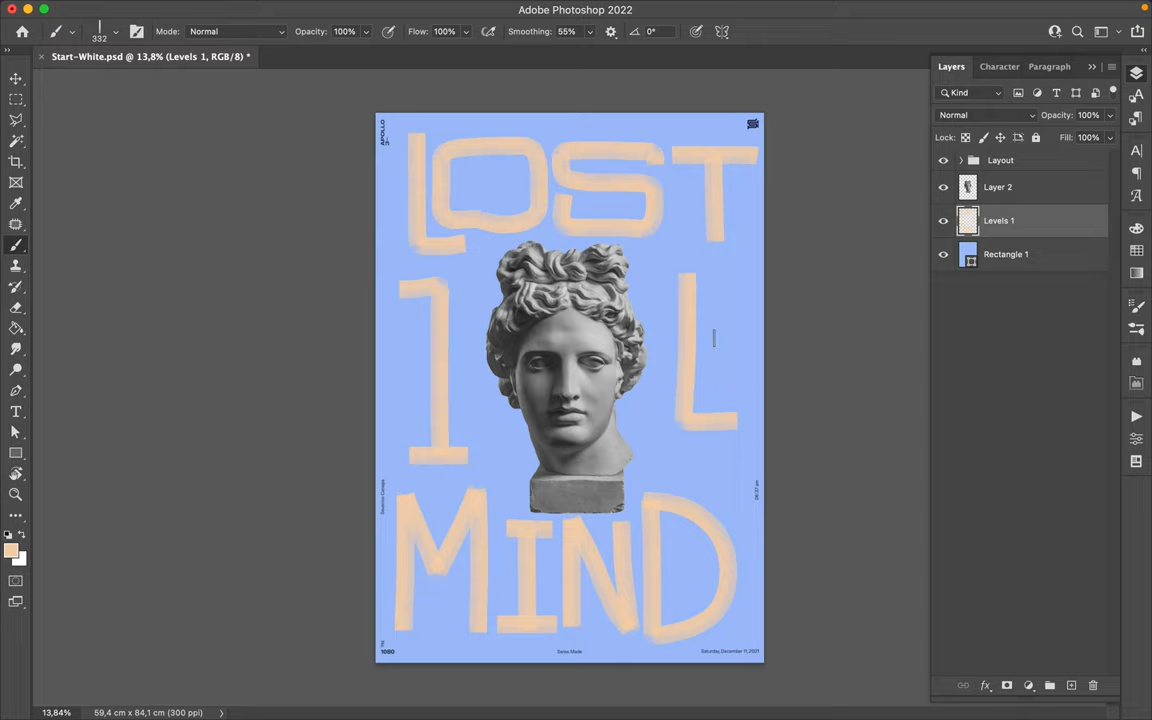 Adobe Photoshop 2022
332
Mode: Normal
Opacity: 100%
Flow: 100%
Smoothing: 55%
0°
Start-White.psd @ 13,8% (Levels 1, RGB/8) *
Layers
Character
Paragraph
Kind
Normal
Opacity: 100%
Lock:
Fill: 100%
Layout
Layer 2
Levels 1
Rectangle 1
fx
APOLLO
LOST
1 L
MIND
1080
Swiss Mode
Saturday, December 11, 2021
13,84%
59,4 cm x 84,1 cm (300 ppi)